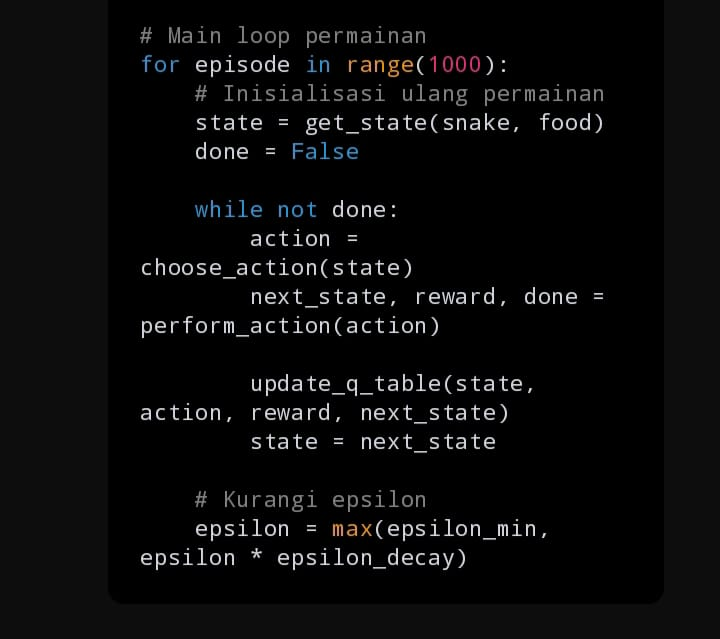 # Main loop permainan
for episode in range(1000):
    # Inisialisasi ulang permainan
    state = get_state(snake, food)
    done = False

    while not done:
        action =
choose_action(state)
        next_state, reward, done =
perform_action(action)

        update_q_table(state,
action, reward, next_state)
        state = next_state

    # Kurangi epsilon
    epsilon = max(epsilon_min,
epsilon * epsilon_decay)